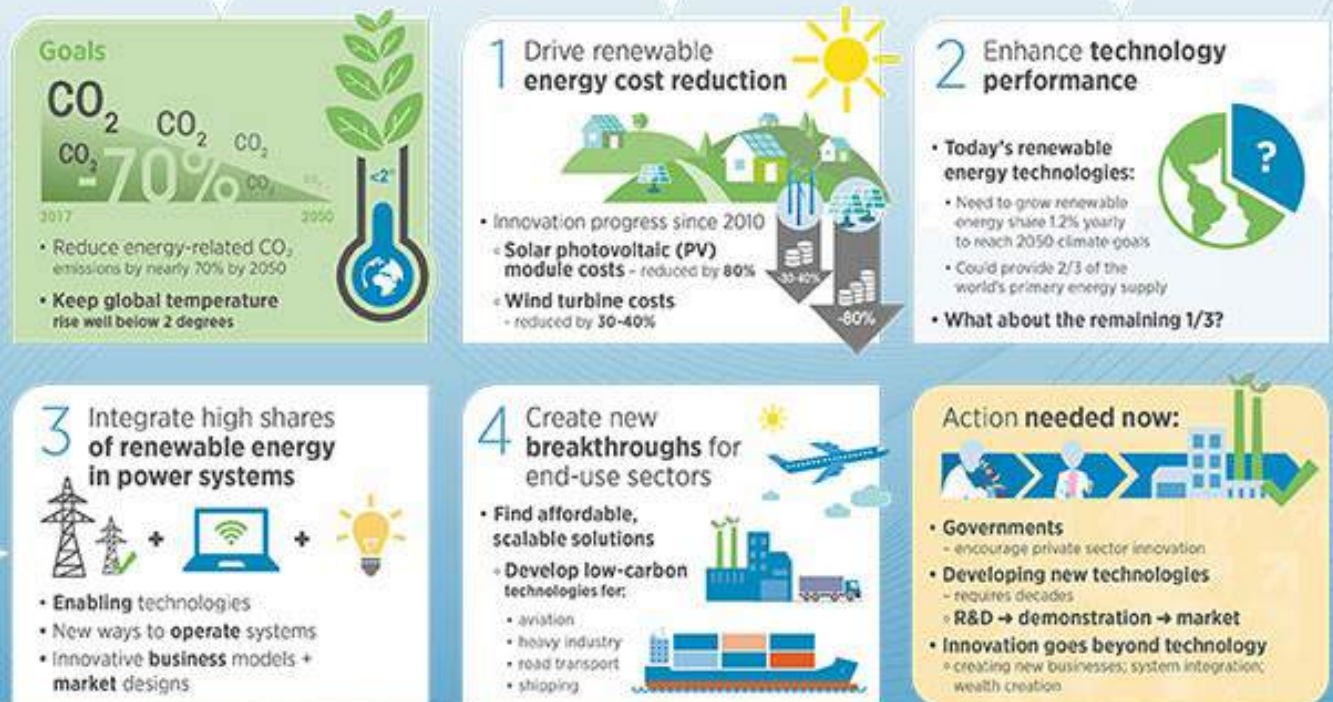 Goals
CO₂
CO₂
CO₂
CO₂
-70%
CO₂
2017
2050
<2°
• Reduce energy-related CO₂
emissions by nearly 70% by 2050
• Keep global temperature
rise well below 2 degrees
1 Drive renewable
energy cost reduction
• Innovation progress since 2010
◦ Solar photovoltaic (PV)
module costs - reduced by 80%
◦ Wind turbine costs
- reduced by 30-40%
-30-40%
-80%
2 Enhance technology
performance
• Today's renewable
energy technologies:
• Need to grow renewable
energy share 1.2% yearly
to reach 2050 climate goals
• Could provide 2/3 of the
world's primary energy supply
• What about the remaining 1/3?
?
3 Integrate high shares
of renewable energy
in power systems
+
+
• Enabling technologies
• New ways to operate systems
• Innovative business models +
market designs
4 Create new
breakthroughs for
end-use sectors
• Find affordable,
scalable solutions
◦ Develop low-carbon
technologies for:
• aviation
• heavy industry
• road transport
• shipping
Action needed now:
• Governments
- encourage private sector innovation
• Developing new technologies
- requires decades
◦ R&D → demonstration → market
• Innovation goes beyond technology
◦ creating new businesses; system integration;
wealth creation